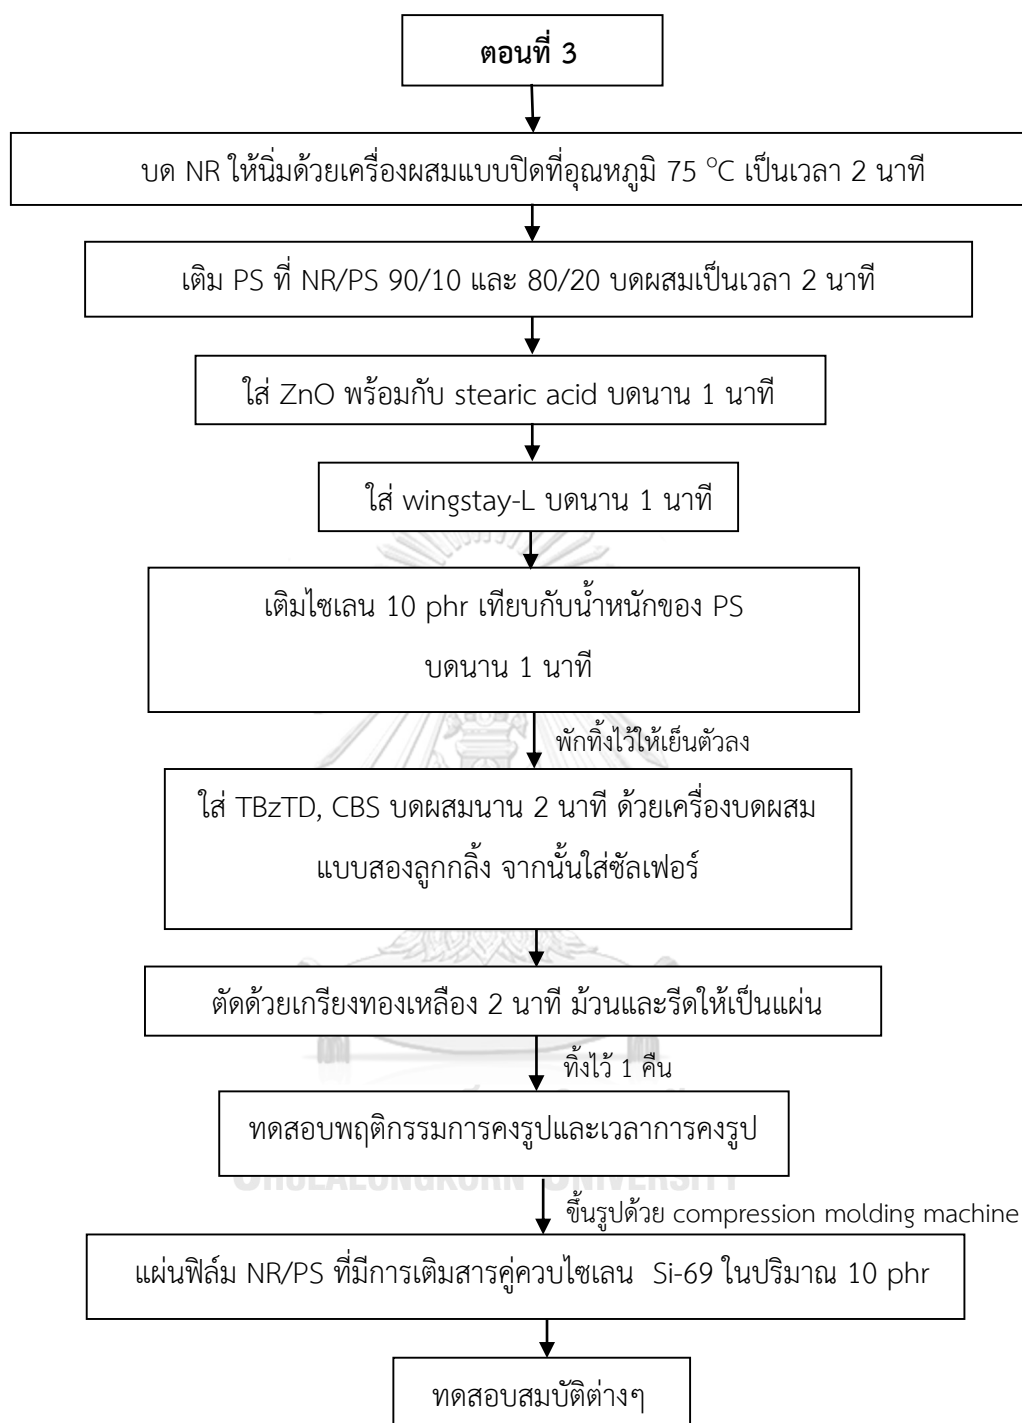 ตอนที่ 3
บด NR ให้นิ่มด้วยเครื่องผสมแบบปิดที่อุณหภูมิ 75 °C เป็นเวลา 2 นาที
เติม PS ที่ NR/PS 90/10 และ 80/20 บดผสมเป็นเวลา 2 นาที
ใส่ ZnO พร้อมกับ stearic acid บดนาน 1 นาที
ใส่ wingstay-L บดนาน 1 นาที
เติมไซเลน 10 phr เทียบกับน้ำหนักของ PS
บดนาน 1 นาที
พักทิ้งไว้ให้เย็นตัวลง
ใส่ TBzTD, CBS บดผสมนาน 2 นาที ด้วยเครื่องบดผสม
แบบสองลูกกลิ้ง จากนั้นใส่ซัลเฟอร์
ตัดด้วยเกรียงทองเหลือง 2 นาที ม้วนและรีดให้เป็นแผ่น
ทิ้งไว้ 1 คืน
ทดสอบพฤติกรรมการคงรูปและเวลาการคงรูป
CHULALONGKORN UNIVERSITY
ขึ้นรูปด้วย compression molding machine
แผ่นฟิล์ม NR/PS ที่มีการเติมสารคู่ควบไซเลน Si-69 ในปริมาณ 10 phr
ทดสอบสมบัติต่างๆ